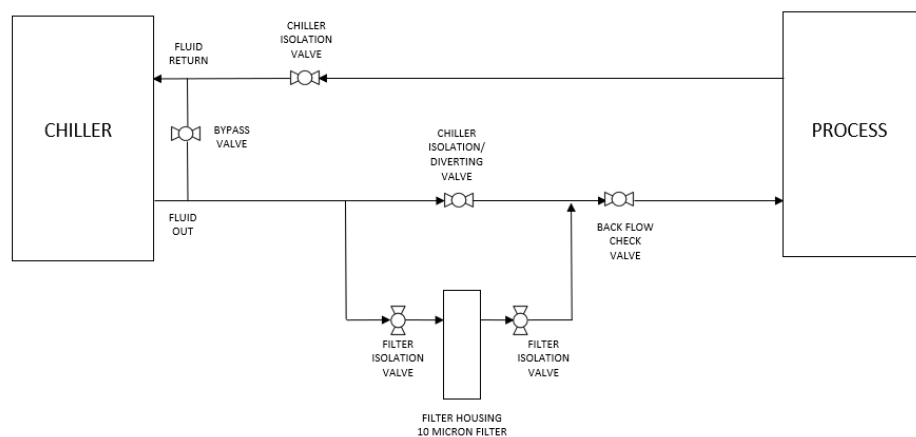 CHILLER
ISOLATION
VALVE
FLUID
RETURN
CHILLER
BYPASS
VALVE
PROCESS
CHILLER
ISOLATION/
DIVERTING
VALVE
FLUID
OUT
BACK FLOW
CHECK
VALVE
FILTER
ISOLATION
VALVE
FILTER
ISOLATION
VALVE
FILTER HOUSING
10 MICRON FILTER